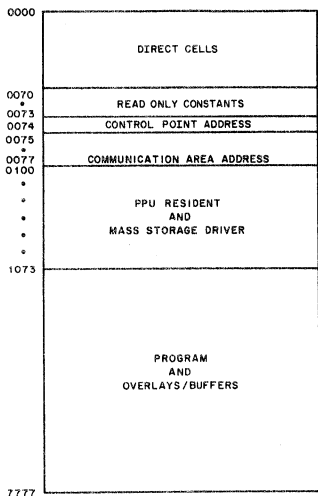 0000
DIRECT CELLS
0070
READ ONLY CONSTANTS
0073
0074
CONTROL POINT ADDRESS
0075
0077
COMMUNICATION AREA ADDRESS
0100
PPU RESIDENT
AND
MASS STORAGE DRIVER
1073
PROGRAM
AND
OVERLAYS/BUFFERS
7777